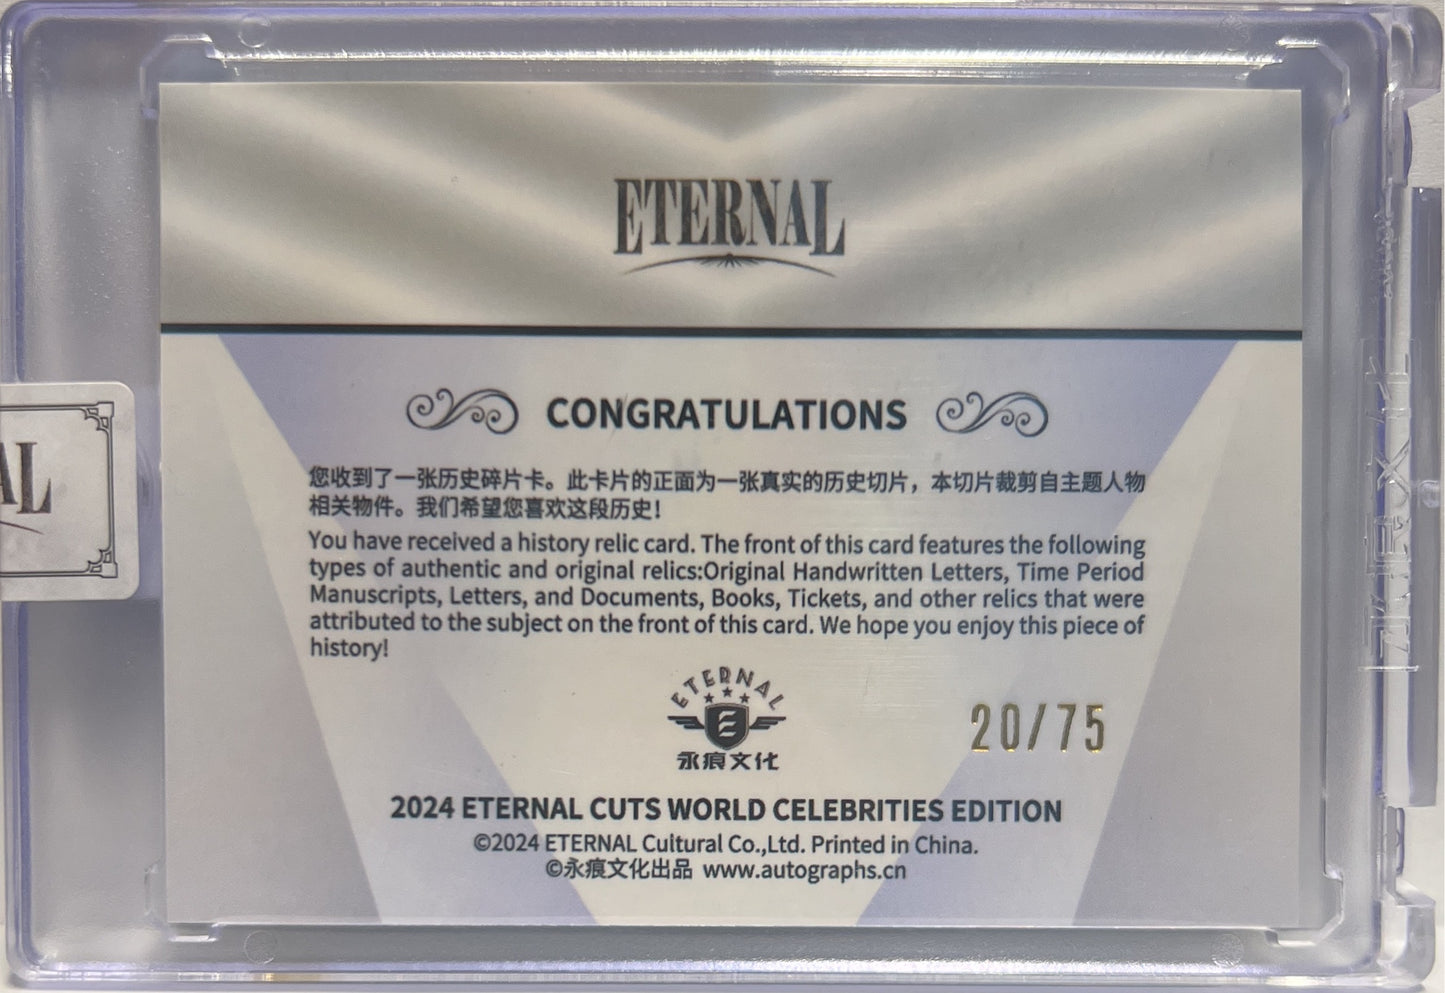 ETERNAL
CONGRATULATIONS
您收到了一张历史碎片卡。此卡片的正面为一张真实的历史切片，本切片裁剪自主题人物
相关物件。我们希望您喜欢这段历史！
You have received a history relic card. The front of this card features the following
types of authentic and original relics:Original Handwritten Letters, Time Period
Manuscripts, Letters, and Documents, Books, Tickets, and other relics that were
attributed to the subject on the front of this card. We hope you enjoy this piece of
history!
AL
ETERNAL
E
永痕文化
20/75
2024 ETERNAL CUTS WORLD CELEBRITIES EDITION
©2024 ETERNAL Cultural Co.,Ltd. Printed in China.
©永痕文化出品 www.autographs.cn